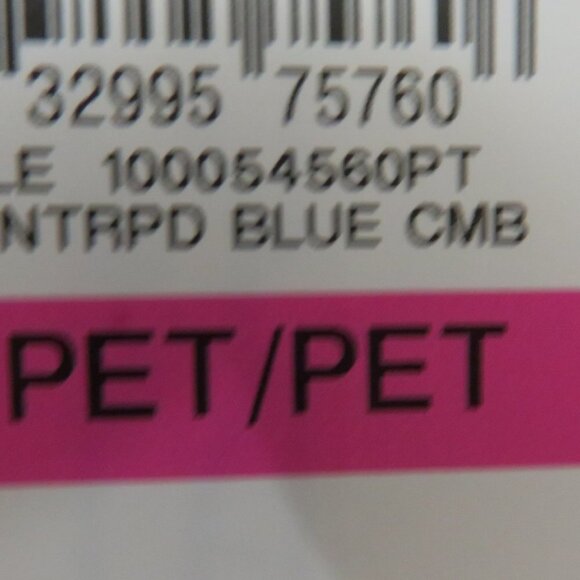 32995 75760
LE 100054560PT
NTRPD BLUE CMB
PET/PET